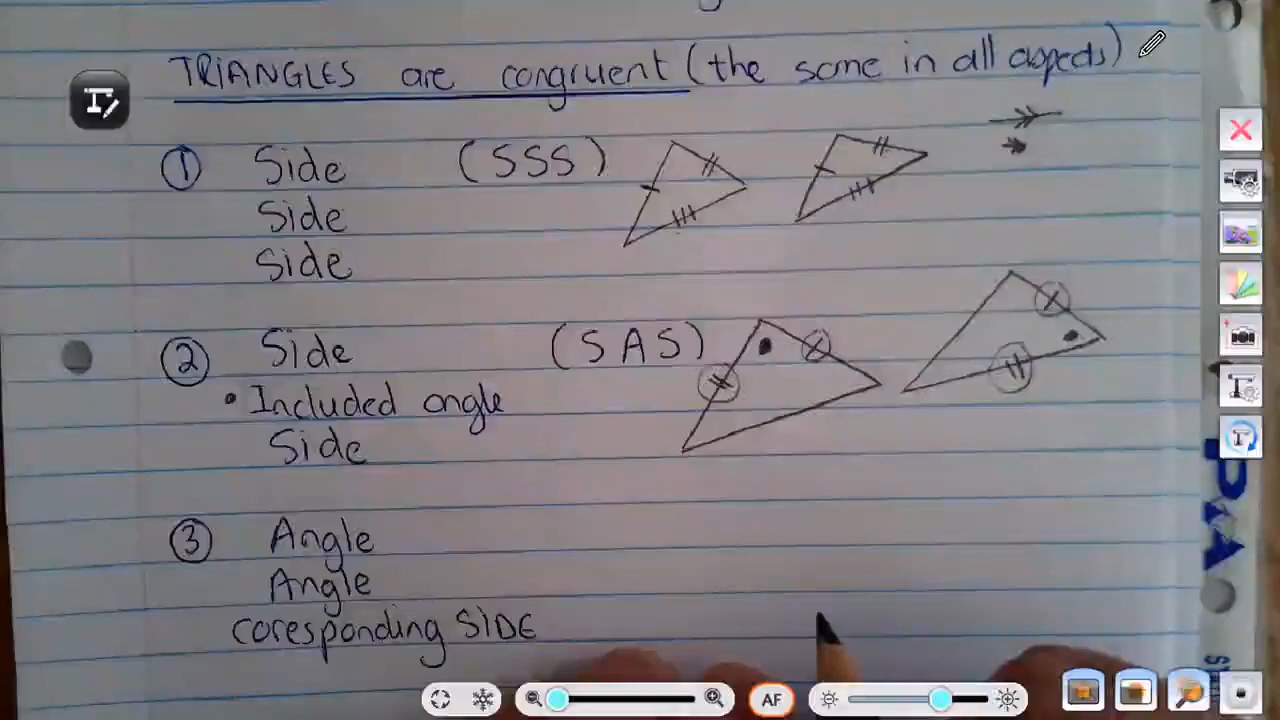 TRIANGLES are congruent (the same in all aspects)
① Side (SSS)
Side
Side
② Side (SAS)
• Included angle
Side
③ Angle
Angle
coresponding SIDE
AF